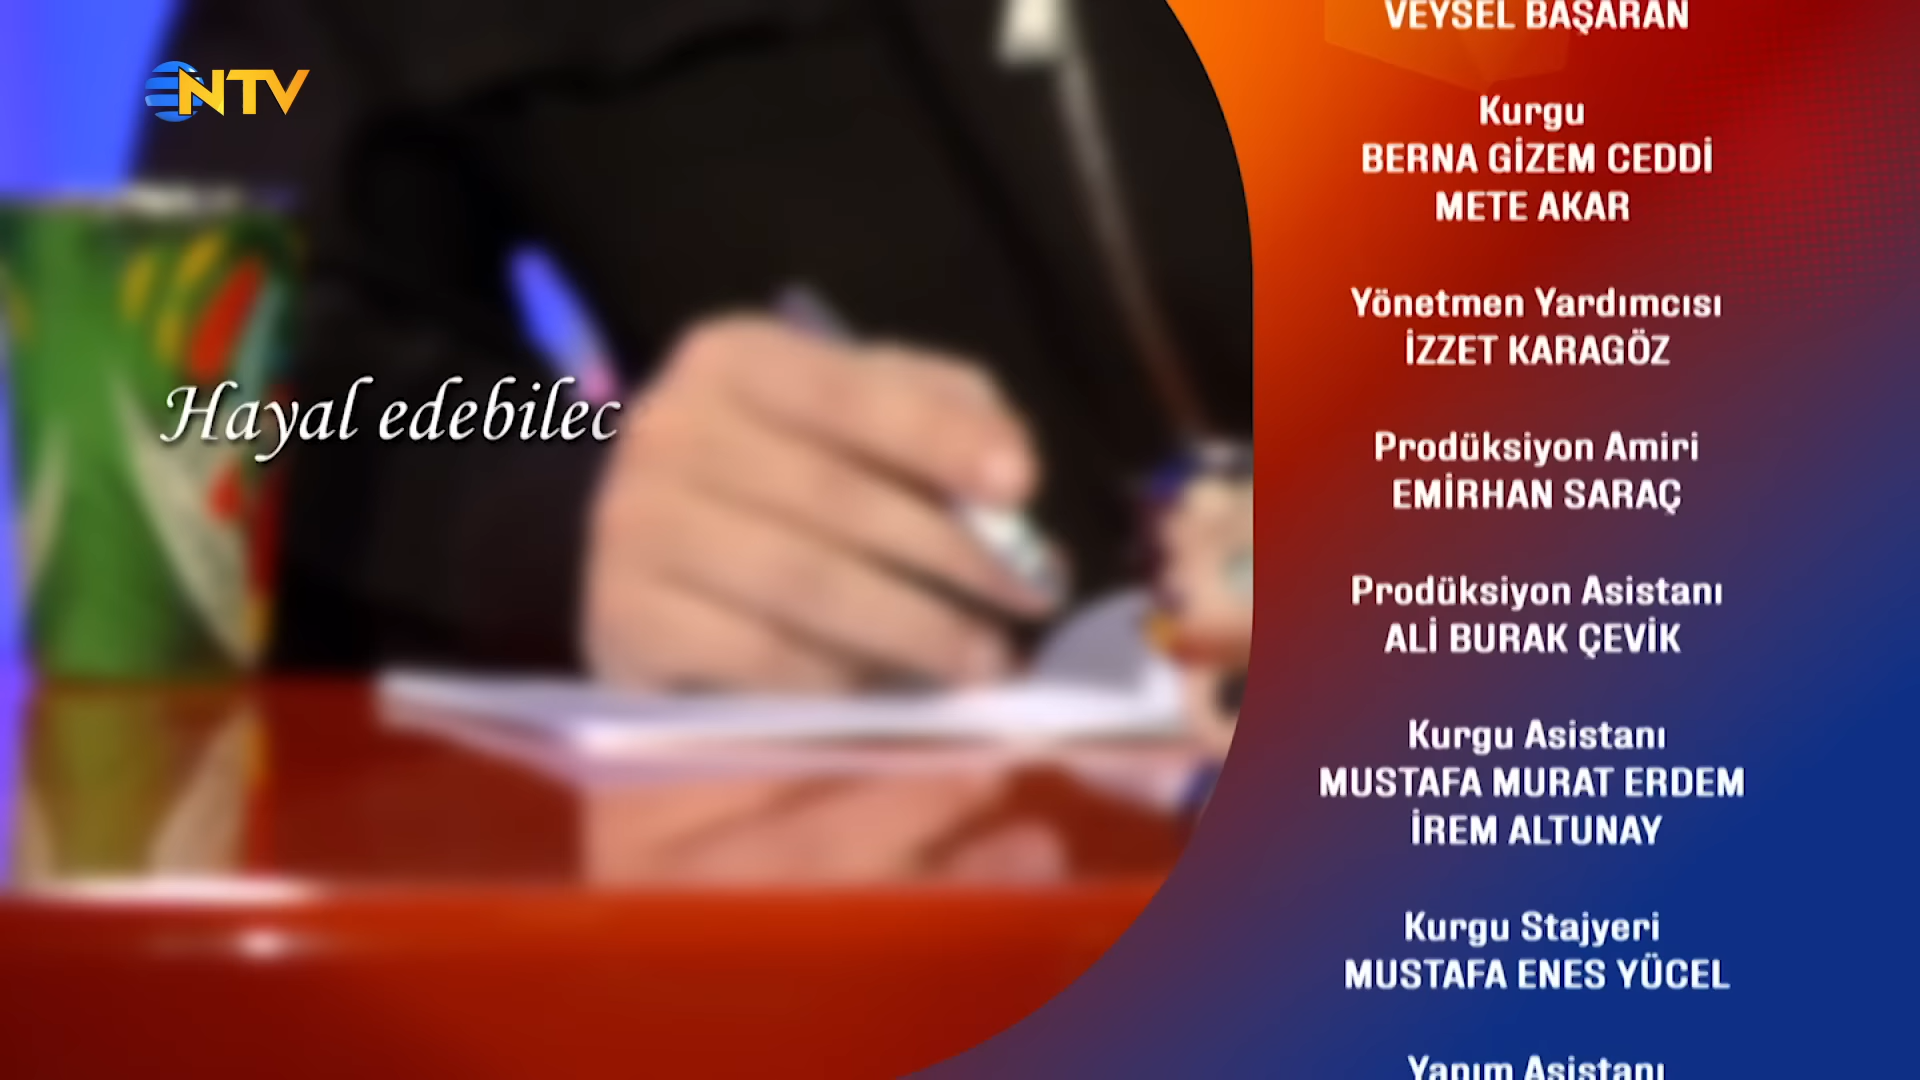 NTV
Hayal edebilec
VEYSEL BAŞARAN
Kurgu
BERNA GİZEM CEDDİ
METE AKAR
Yönetmen Yardımcısı
İZZET KARAGÖZ
Prodüksiyon Amiri
EMİRHAN SARAÇ
Prodüksiyon Asistanı
ALİ BURAK ÇEVİK
Kurgu Asistanı
MUSTAFA MURAT ERDEM
İREM ALTUNAY
Kurgu Stajyeri
MUSTAFA ENES YÜCEL
Yapım Asistanı